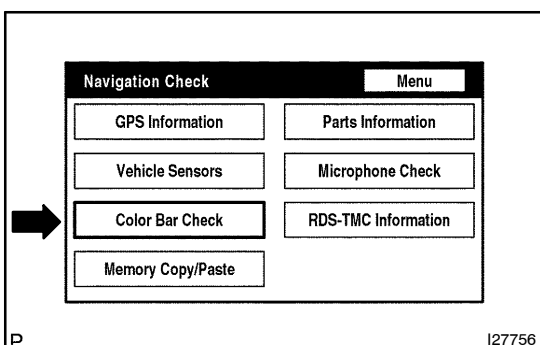 Navigation Check Menu
GPS Information Parts Information
Vehicle Sensors Microphone Check
Color Bar Check RDS-TMC Information
Memory Copy/Paste
P I27756